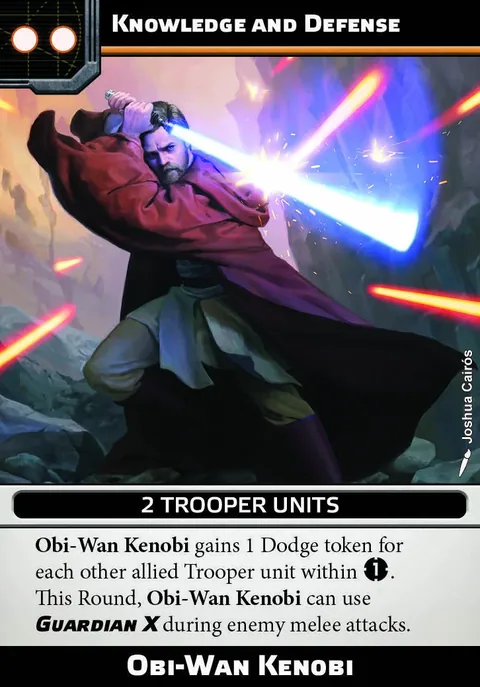 Knowledge and Defense
Joshua Cairós
2 TROOPER UNITS
Obi-Wan Kenobi gains 1 Dodge token for
each other allied Trooper unit within 1.
This Round, Obi-Wan Kenobi can use
Guardian X during enemy melee attacks.
Obi-Wan Kenobi